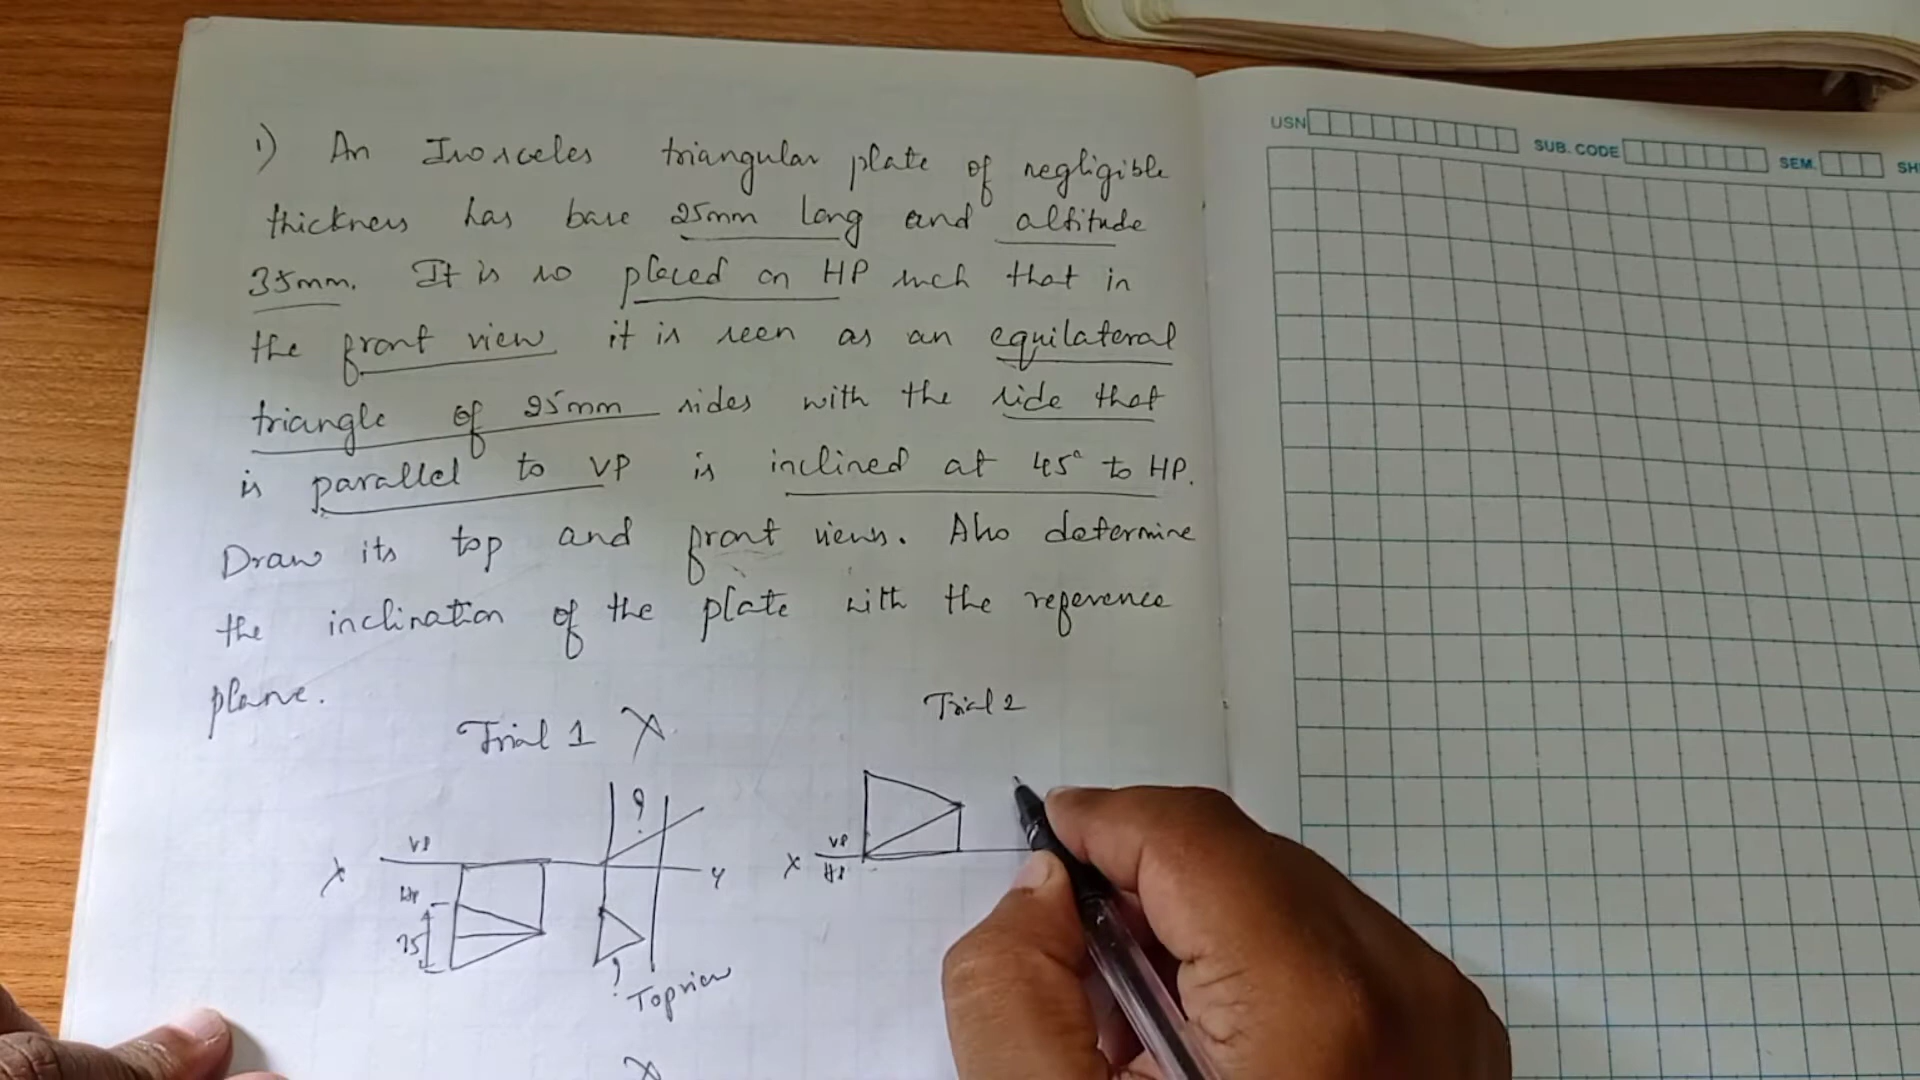 1) An Isosceles triangular plate of negligible
thickness has base 25mm long and altitude
35mm. It is so placed on HP such that in
the front view it is seen as an equilateral
triangle of 25mm sides with the side that
is parallel to VP is inclined at 45° to HP.
Draw its top and front views. Also determine
the inclination of the plate with the reference
plane.
Trial 1 X
Trial 2
VP
X
Y
HP
25
?
?
Top view
X
VP
HP
X
USN
SUB. CODE
SEM.
SH